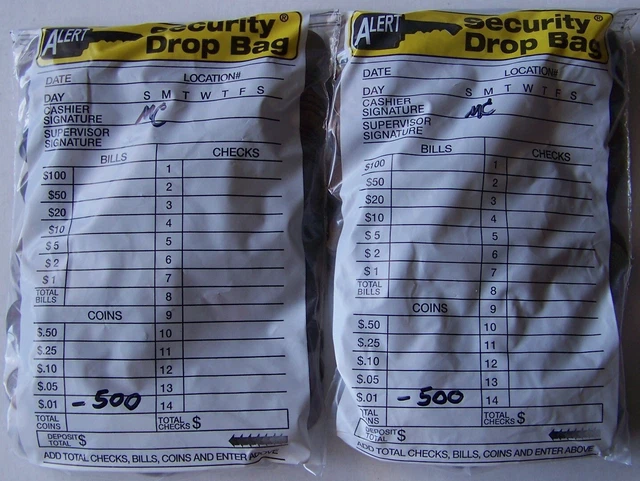 ALERT Security®
Drop Bag
DATE LOCATION#
DAY S M T W T F S
CASHIER
SIGNATURE MC
SUPERVISOR
SIGNATURE
BILLS CHECKS
$100 1
$50 2
$20 3
$10 4
$5 5
$2 6
$1 7
TOTAL
BILLS 8
COINS 9
$.50 10
$.25 11
$.10 12
$.05 13
$.01 - 500 14
TOTAL
COINS TOTAL
CHECKS $
DEPOSIT
TOTAL $
ADD TOTAL CHECKS, BILLS, COINS AND ENTER ABOVE
ALERT Security®
Drop Bag
DATE LOCATION#
DAY S M T W T F S
CASHIER
SIGNATURE MC
SUPERVISOR
SIGNATURE
BILLS CHECKS
$100 1
$50 2
$20 3
$10 4
$5 5
$2 6
$1 7
TOTAL
BILLS 8
COINS 9
$.50 10
$.25 11
$.10 12
$.05 13
$.01 - 500 14
TOTAL
COINS TOTAL
CHECKS $
DEPOSIT
TOTAL $
ADD TOTAL CHECKS, BILLS, COINS AND ENTER ABOVE